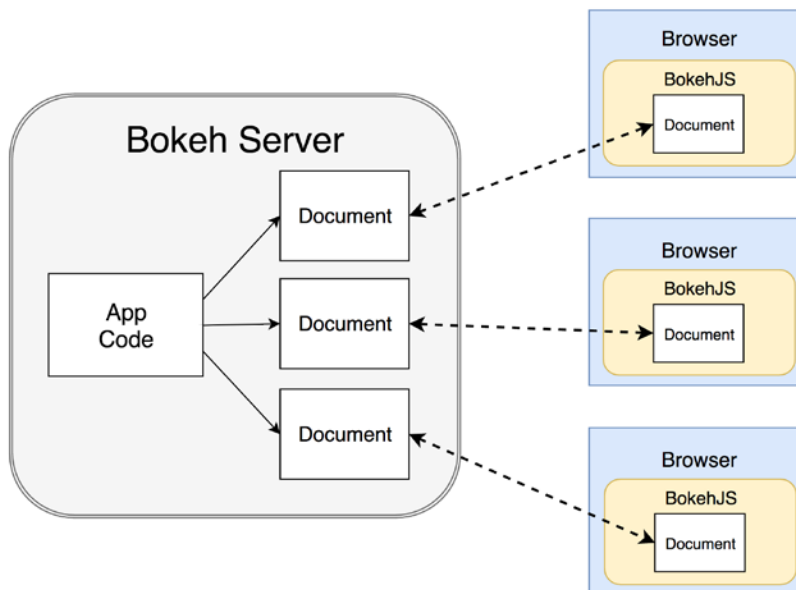 Bokeh Server
App
Code
Document
Document
Document
Browser
BokehJS
Document
Browser
BokehJS
Document
Browser
BokehJS
Document